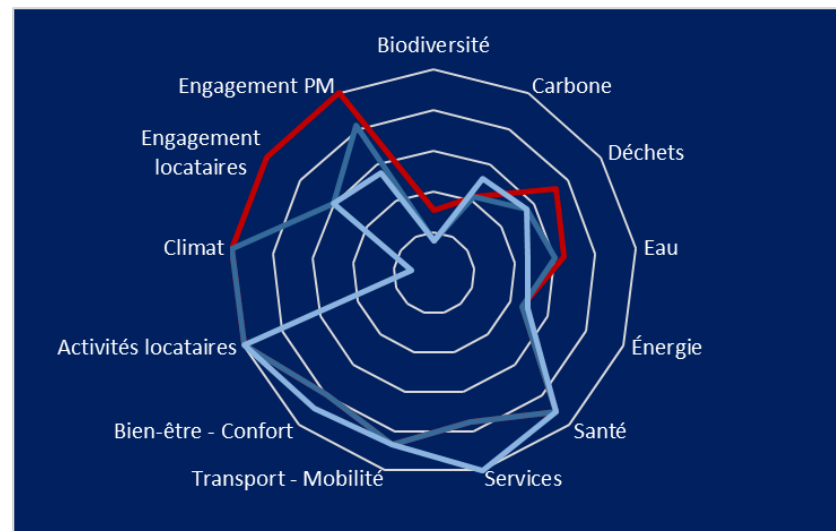 Biodiversité
Carbone
Déchets
Eau
Énergie
Santé
Services
Transport - Mobilité
Bien-être - Confort
Activités locataires
Climat
Engagement
locataires
Engagement PM